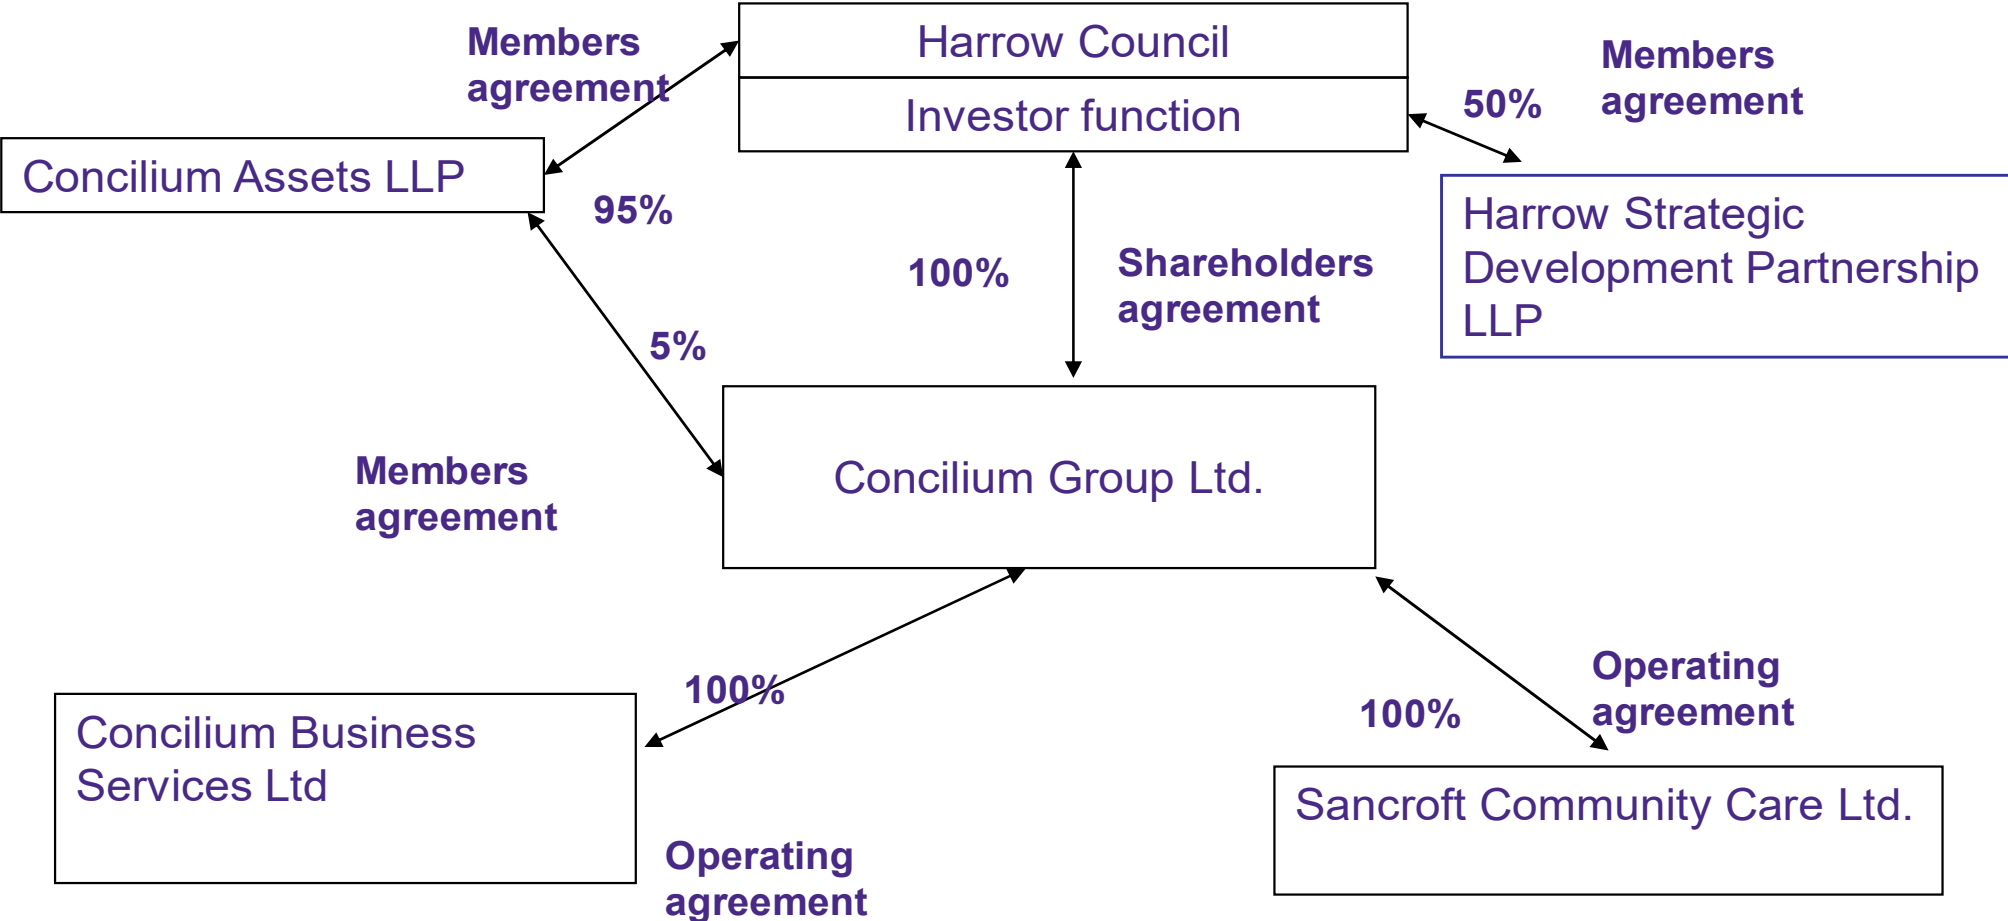 Members
agreement
Harrow Council
Investor function
50%
Members
agreement
Concilium Assets LLP
95%
Harrow Strategic
Development Partnership
LLP
100%
Shareholders
agreement
5%
Members
agreement
Concilium Group Ltd.
100%
Concilium Business
Services Ltd
Operating
agreement
100%
Operating
agreement
Sancroft Community Care Ltd.